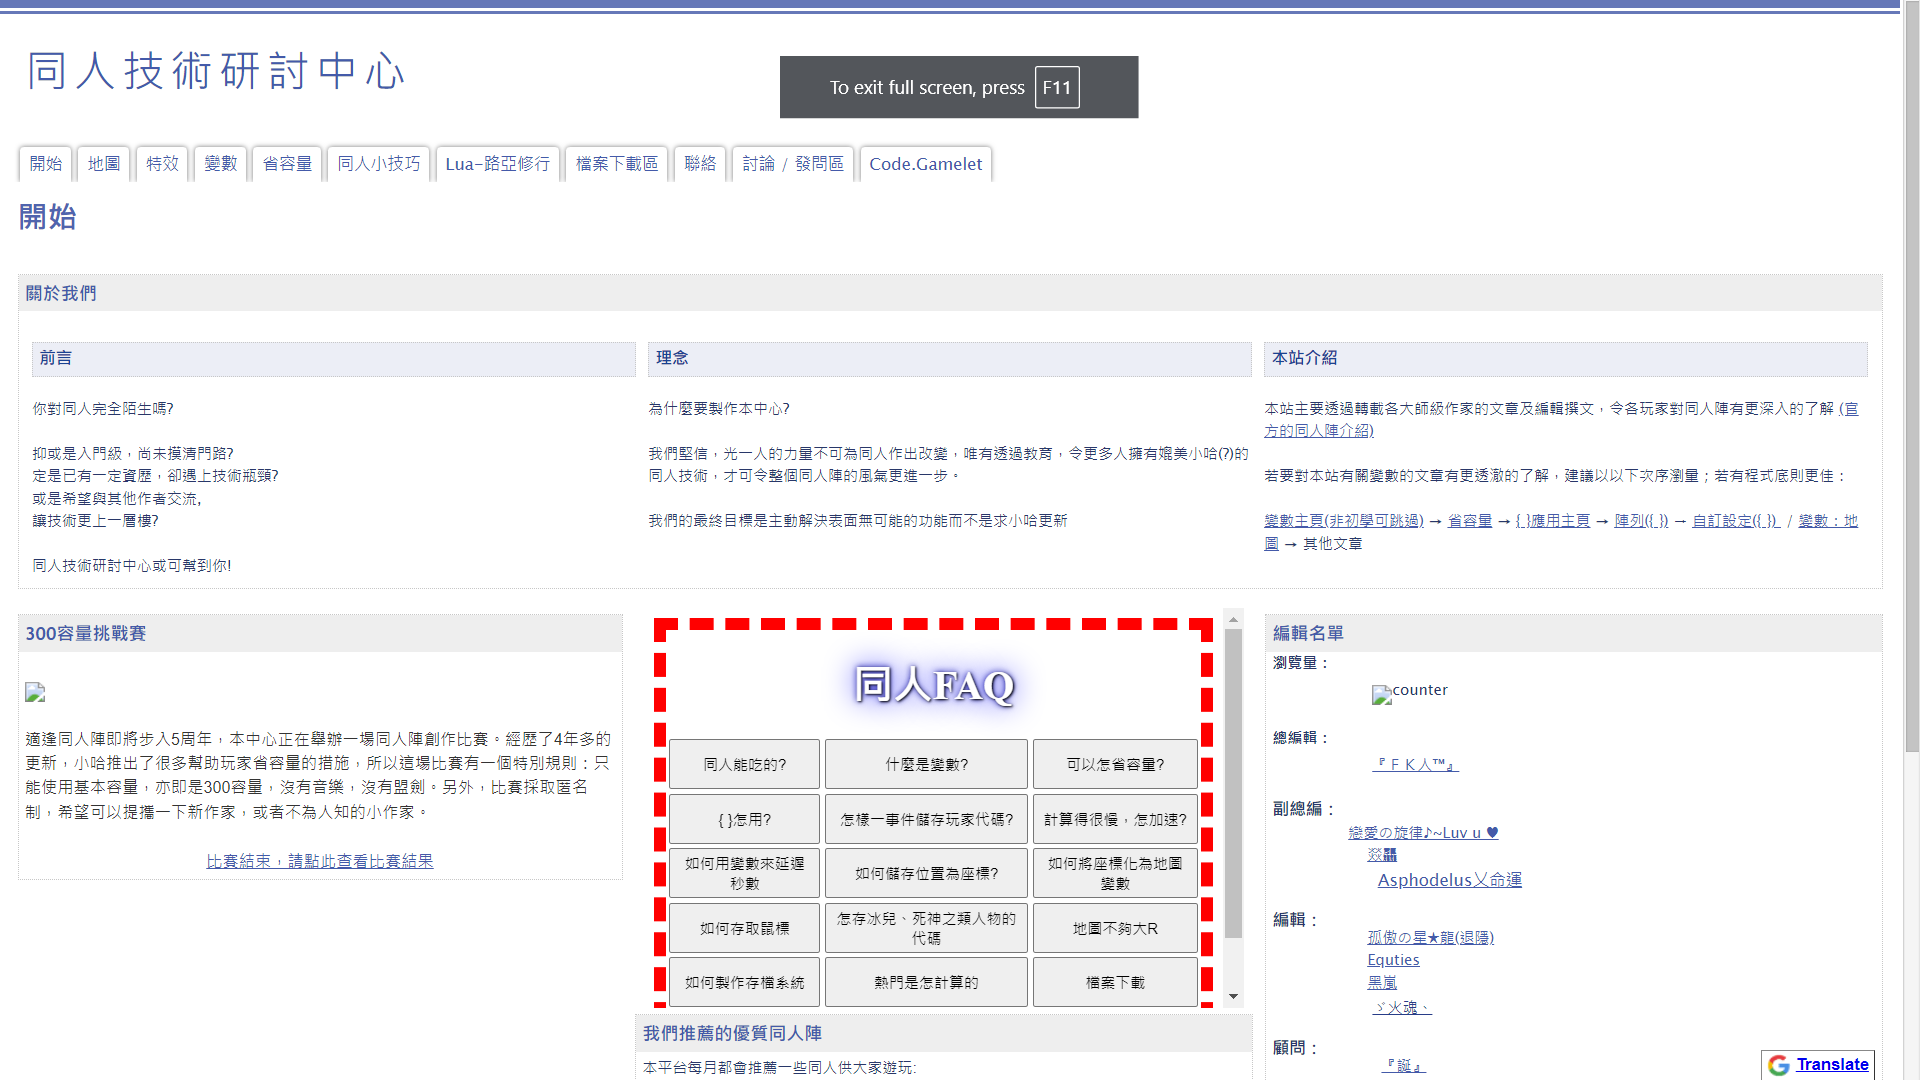 同人技術研討中心
To exit full screen, press F11
開始
地圖
特效
變數
省容量
同人小技巧
Lua-路亞修行
檔案下載區
聯絡
討論 / 發問區
Code.Gamelet
開始
關於我們
前言
你對同人完全陌生嗎?
抑或是入門級，尚未摸清門路?
定是已有一定資歷，卻遇上技術瓶頸?
或是希望與其他作者交流,
讓技術更上一層樓?
同人技術研討中心或可幫到你!
理念
為什麼要製作本中心?
我們堅信，光一人的力量不可為同人作出改變，唯有透過教育，令更多人擁有媲美小哈(?)的
同人技術，才可令整個同人陣的風氣更進一步。
我們的最終目標是主動解決表面無可能的功能而不是求小哈更新
本站介紹
本站主要透過轉載各大師級作家的文章及編輯撰文，令各玩家對同人陣有更深入的了解 (官
方的同人陣介紹)
若要對本站有關變數的文章有更透澈的了解，建議以以下次序瀏量；若有程式底則更佳：
變數主頁(非初學可跳過) → 省容量 → { }應用主頁 → 陣列({ }) → 自訂設定({ }) / 變數：地
圖 → 其他文章
300容量挑戰賽
適逢同人陣即將步入5周年，本中心正在舉辦一場同人陣創作比賽。經歷了4年多的
更新，小哈推出了很多幫助玩家省容量的措施，所以這場比賽有一個特別規則：只
能使用基本容量，亦即是300容量，沒有音樂，沒有盟劍。另外，比賽採取匿名
制，希望可以提攜一下新作家，或者不為人知的小作家。
比賽結束，請點此查看比賽結果
同人FAQ
同人能吃的?
什麼是變數?
可以怎省容量?
{ }怎用?
怎樣一事件儲存玩家代碼?
計算得很慢，怎加速?
如何用變數來延遲
秒數
如何儲存位置為座標?
如何將座標化為地圖
變數
如何存取鼠標
怎存冰兒、死神之類人物的
代碼
地圖不夠大R
如何製作存檔系統
熱門是怎計算的
檔案下載
我們推薦的優質同人陣
本平台每月都會推薦一些同人供大家遊玩:
編輯名單
瀏覽量：
counter
總編輯：
『ＦＫ人™』
副總編：
戀愛の旋律♪~Luv u ♥
Asphodelus乂命運
編輯：
孤傲の星★龍(退隱)
Equties
黑嵐
ゞ火魂、
顧問：
『誕』
Translate